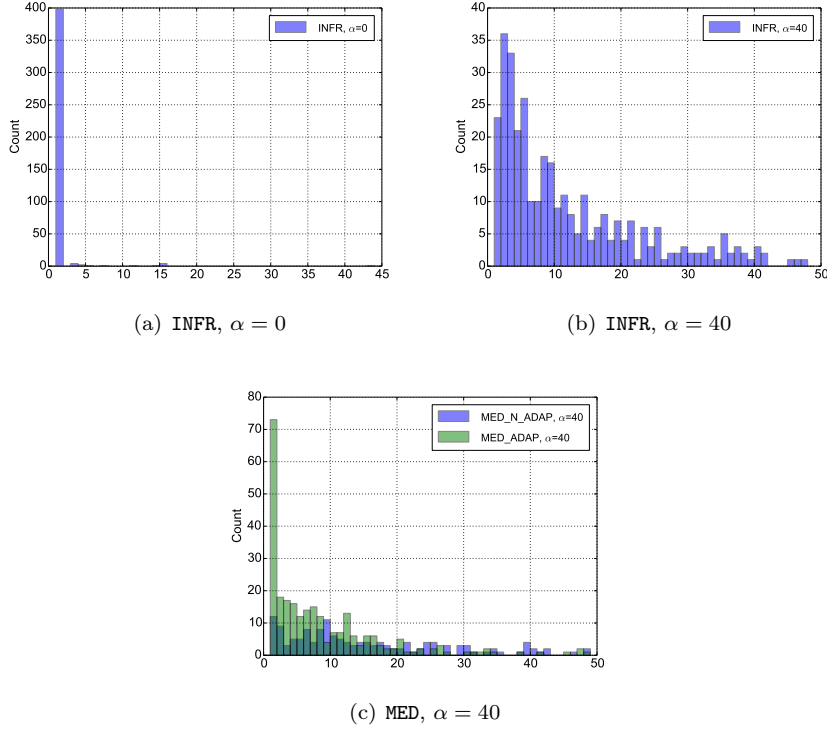 400
350
300
250
200
150
100
50
0
Count
INFR, α=0
0 5 10 15 20 25 30 35 40 45
(a) INFR, α = 0
40
35
30
25
20
15
10
5
0
Count
INFR, α=40
0 10 20 30 40 50
(b) INFR, α = 40
80
70
60
50
40
30
20
10
0
Count
MED_N_ADAP, α=40
MED_ADAP, α=40
0 10 20 30 40 50
(c) MED, α = 40